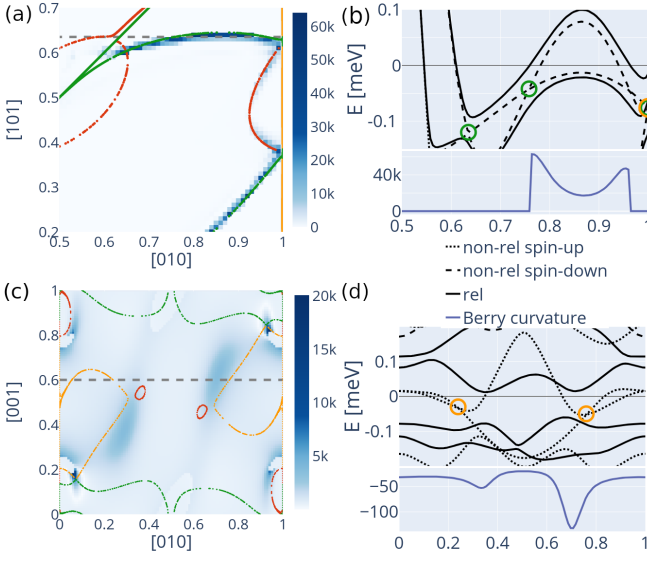 (a)
0.7
0.6
0.5
0.4
0.3
0.2
[101]
0.5
0.6
0.7
0.8
0.9
1
[010]
60k
50k
40k
30k
20k
10k
0
(b)
0.1
0
-0.1
E [meV]
40k
0
0.5
0.6
0.7
0.8
0.9
1
non-rel spin-up
non-rel spin-down
rel
Berry curvature
(c)
1
0.8
0.6
0.4
0.2
0
[001]
0
0.2
0.4
0.6
0.8
1
[010]
20k
15k
10k
5k
(d)
0.1
0
-0.1
E [meV]
−50
−100
0
0.2
0.4
0.6
0.8
1